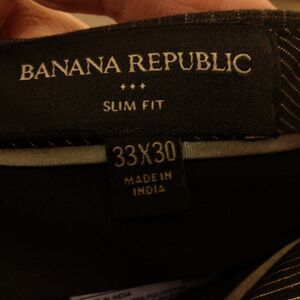 BANANA REPUBLIC
SLIM FIT
33X30
MADE IN
INDIA